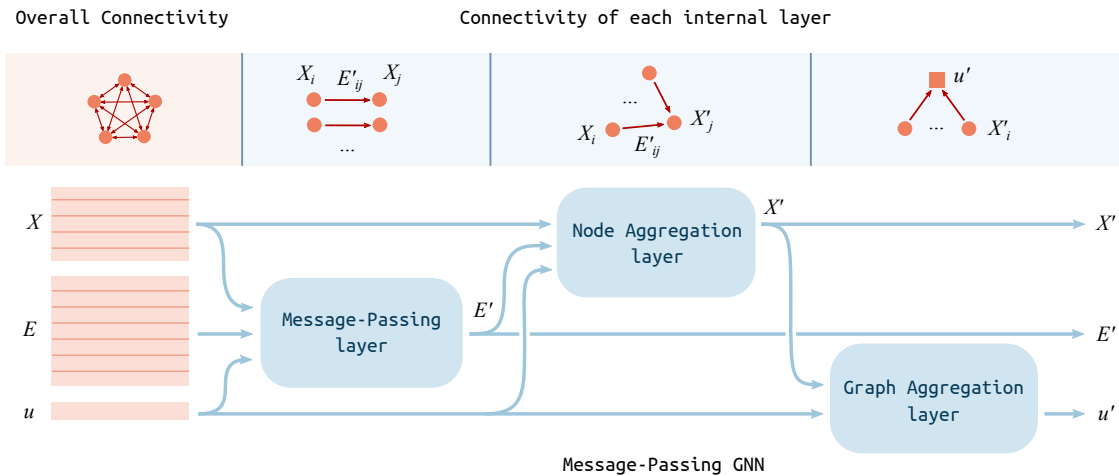 Overall Connectivity
Connectivity of each internal layer
X_i E'_ij X_j
...
...
X_i E'_ij X'_j
u'
...
X'_i
X
E
u
Message-Passing
layer
E'
Node Aggregation
layer
X'
Graph Aggregation
layer
X'
E'
u'
Message-Passing GNN